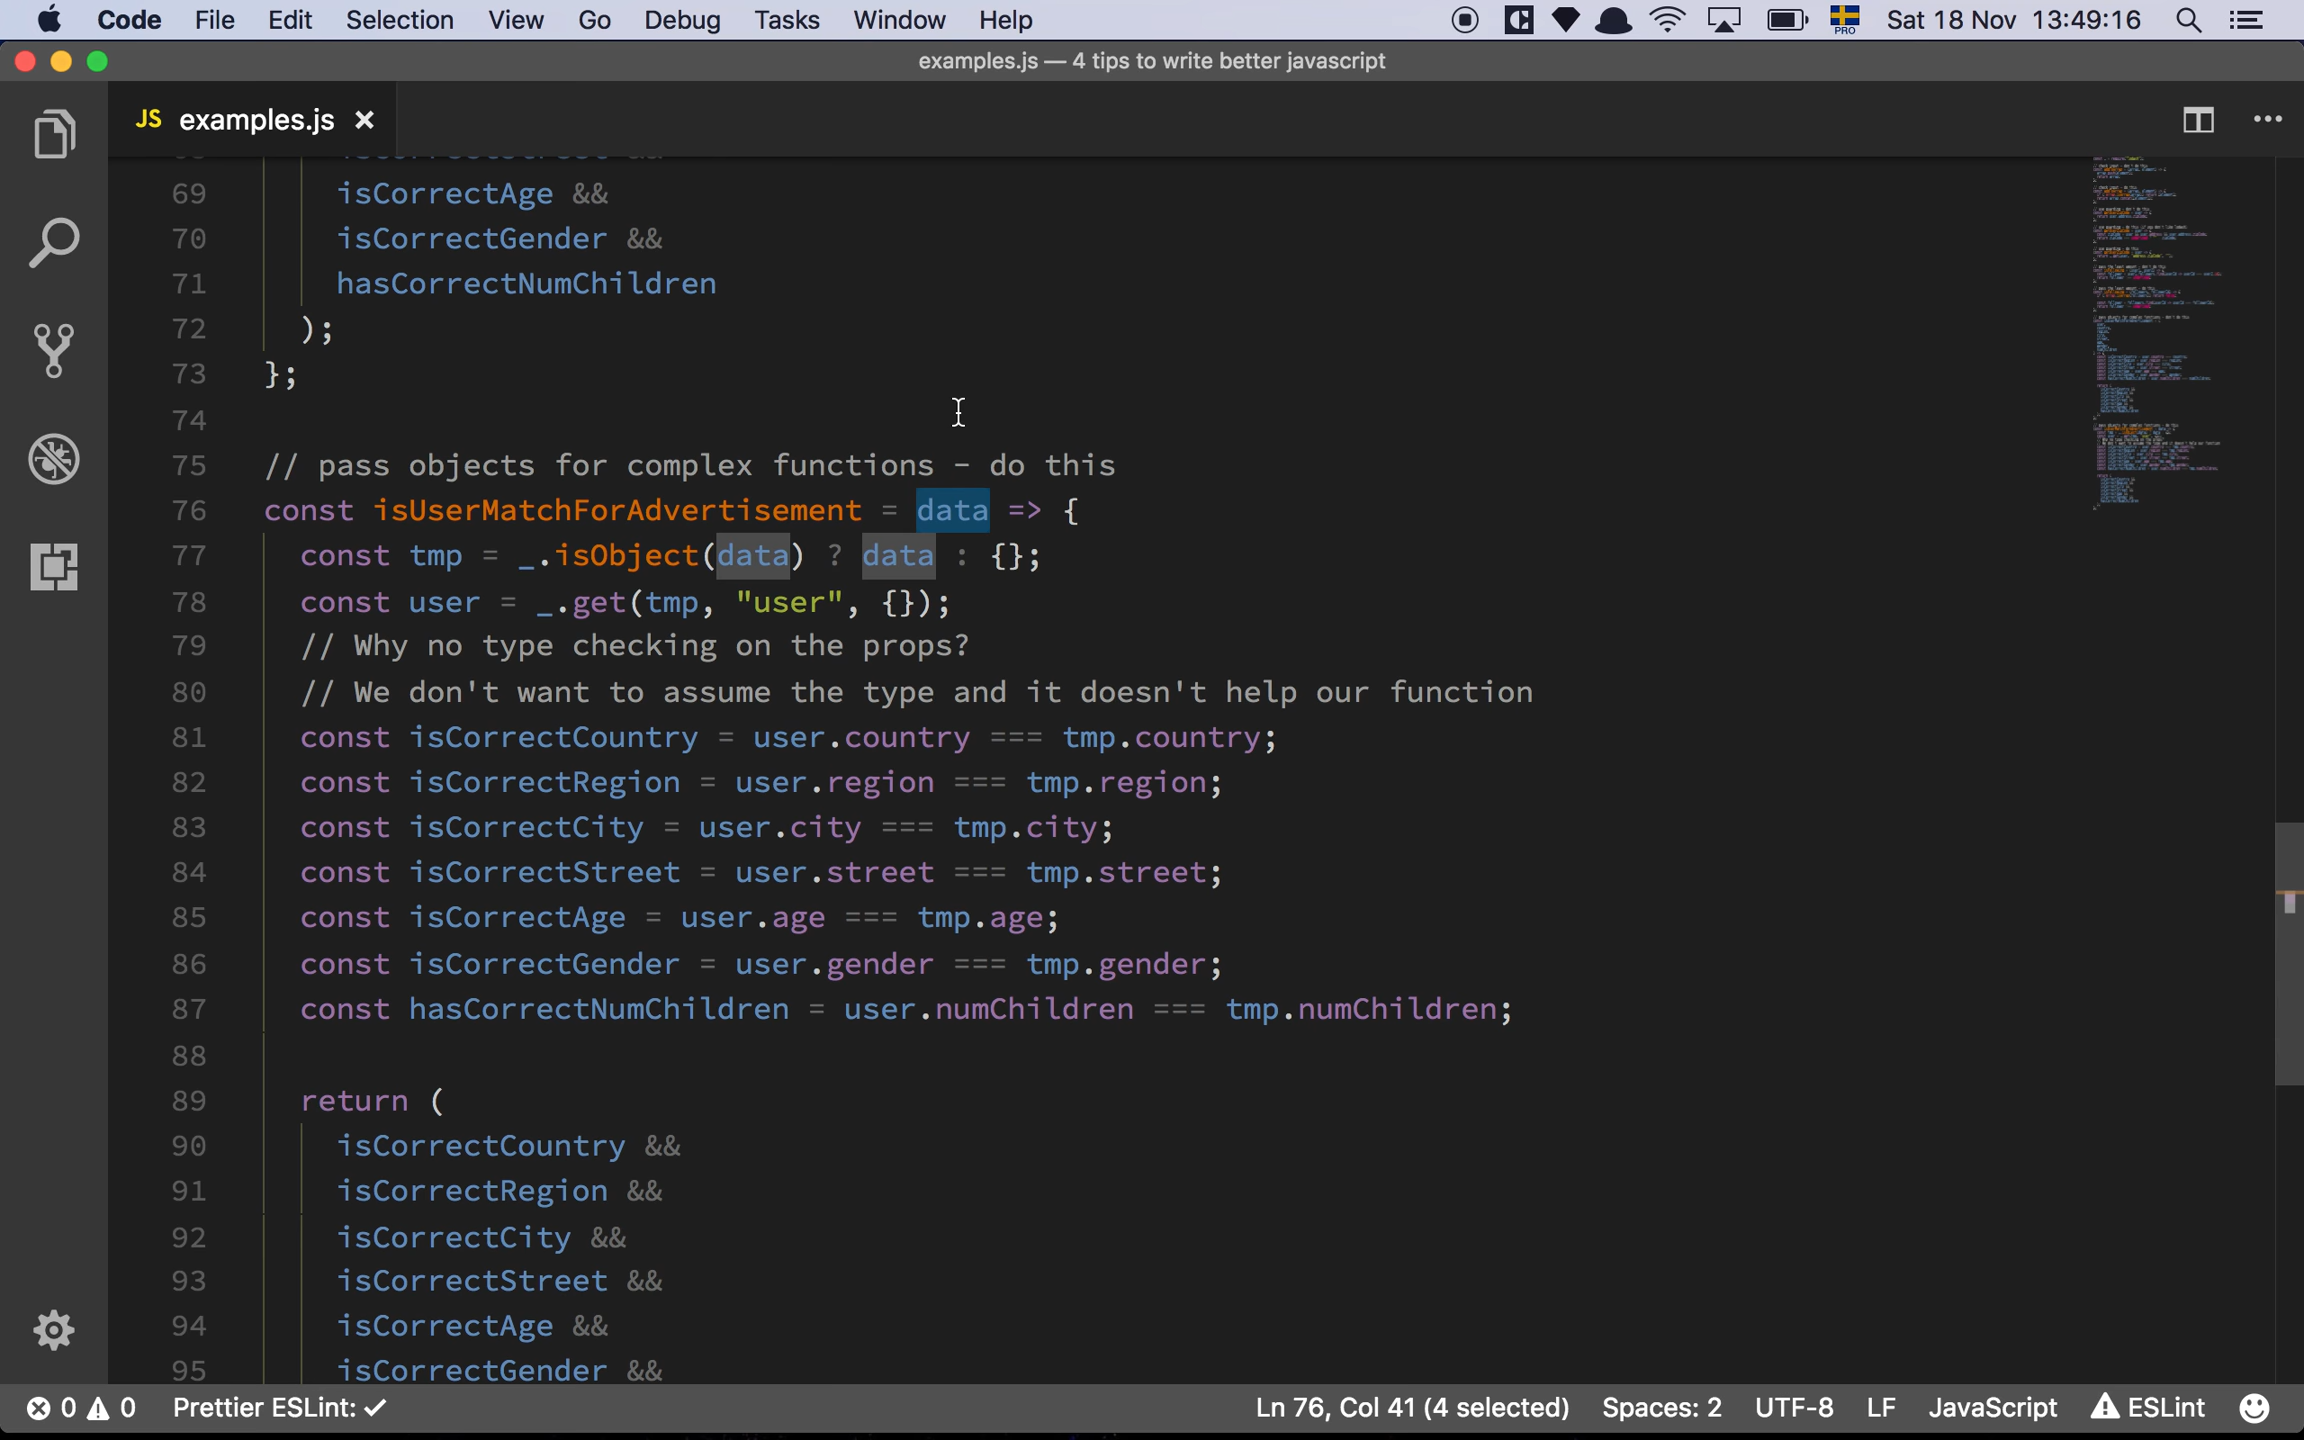 Code File Edit Selection View Go Debug Tasks Window Help PRO Sat 18 Nov 13:49:16
examples.js — 4 tips to write better javascript
JS examples.js
69 isCorrectAge &&
70 isCorrectGender &&
71 hasCorrectNumChildren
72 );
73 };
74
75 // pass objects for complex functions - do this
76 const isUserMatchForAdvertisement = data => {
77 const tmp = _.isObject(data) ? data : {};
78 const user = _.get(tmp, "user", {});
79 // Why no type checking on the props?
80 // We don't want to assume the type and it doesn't help our function
81 const isCorrectCountry = user.country === tmp.country;
82 const isCorrectRegion = user.region === tmp.region;
83 const isCorrectCity = user.city === tmp.city;
84 const isCorrectStreet = user.street === tmp.street;
85 const isCorrectAge = user.age === tmp.age;
86 const isCorrectGender = user.gender === tmp.gender;
87 const hasCorrectNumChildren = user.numChildren === tmp.numChildren;
88
89 return (
90 isCorrectCountry &&
91 isCorrectRegion &&
92 isCorrectCity &&
93 isCorrectStreet &&
94 isCorrectAge &&
95 isCorrectGender &&
0 0 Prettier ESLint: ✓ Ln 76, Col 41 (4 selected) Spaces: 2 UTF-8 LF JavaScript ESLint